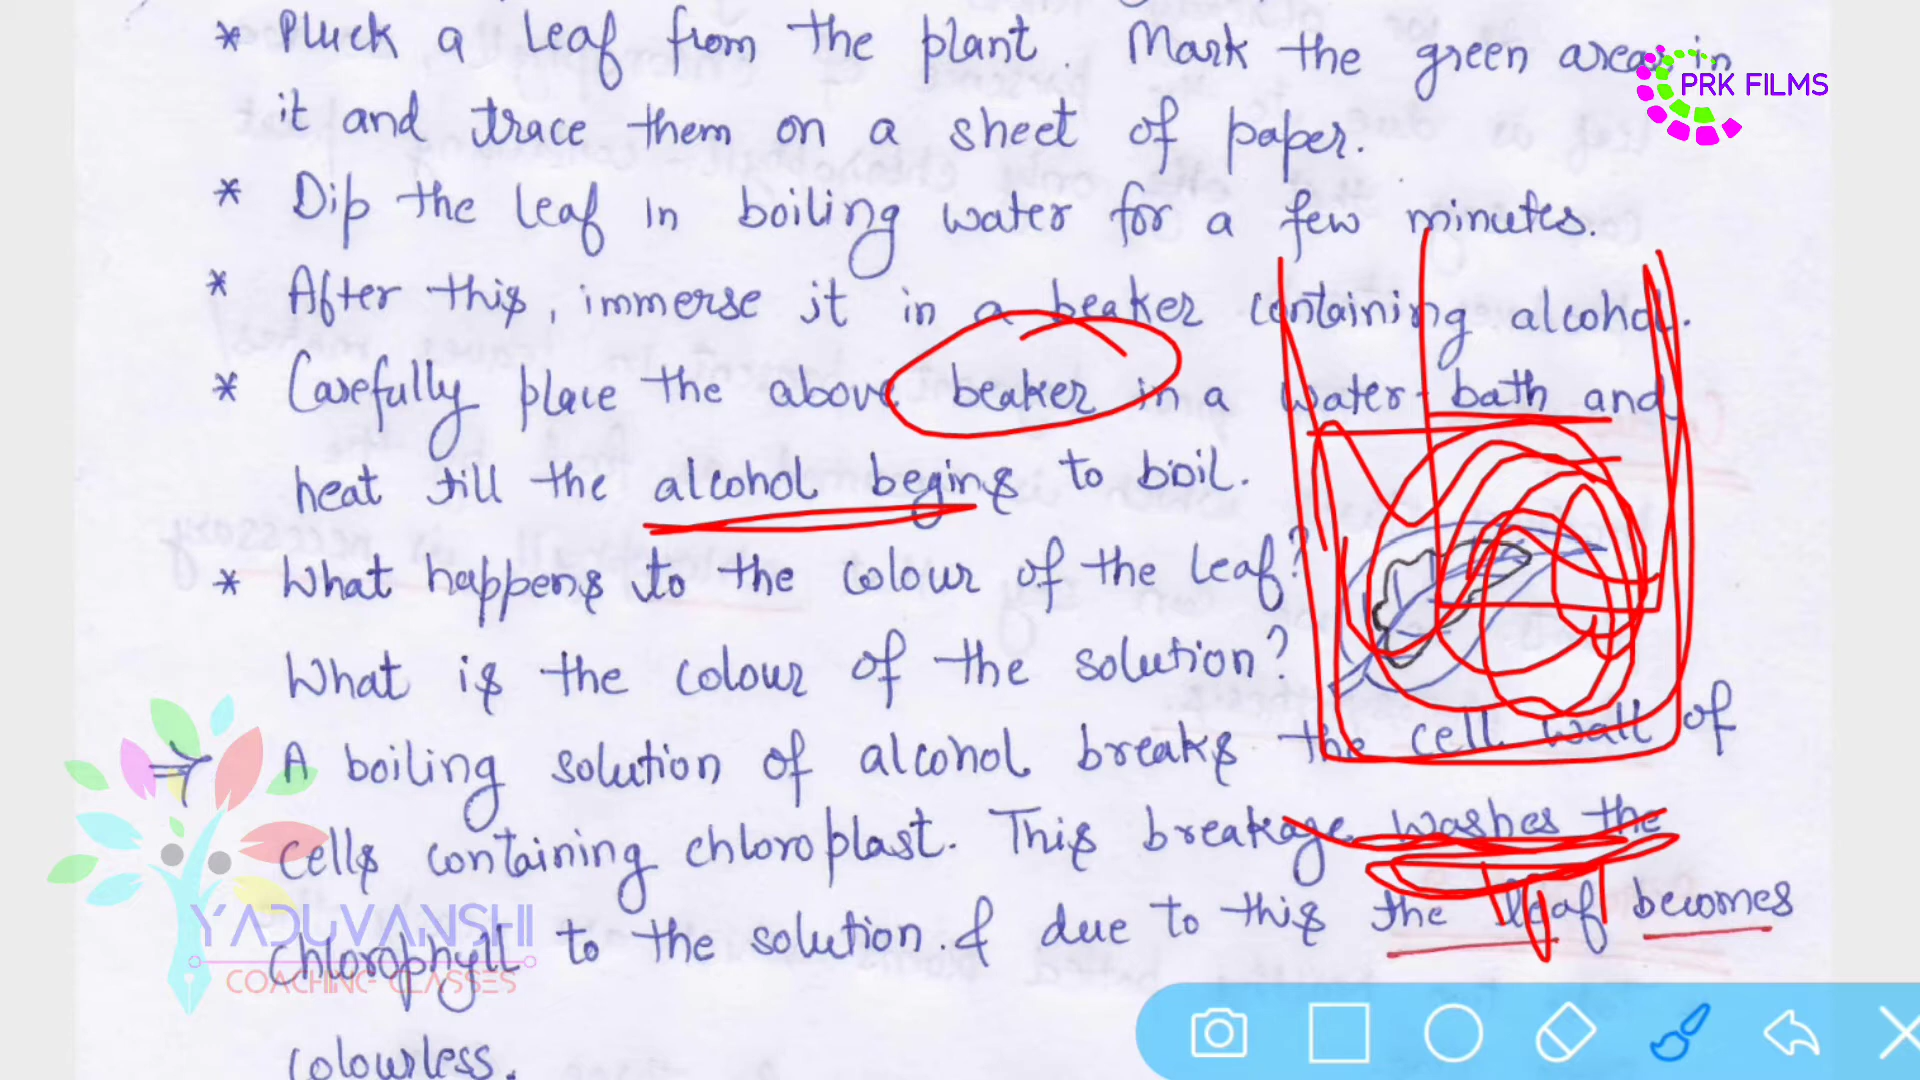 * Pluck a leaf from the plant. Mark the green areas in
PRK FILMS
it and trace them on a sheet of paper.
* Dip the leaf in boiling water for a few minutes.
* After this, immerse it in a beaker containing alcohol.
* Carefully place the above beaker in a water-bath and
heat till the alcohol begins to boil.
* What happens to the colour of the leaf?
What is the colour of the solution?
⇒ A boiling solution of alcohol breaks the cell wall of
cells containing chloroplast. This breakage washes the
chlorophyll to the solution. & due to this the leaf becomes
colourless.
YADUVANSHI
COACHING CLASSES